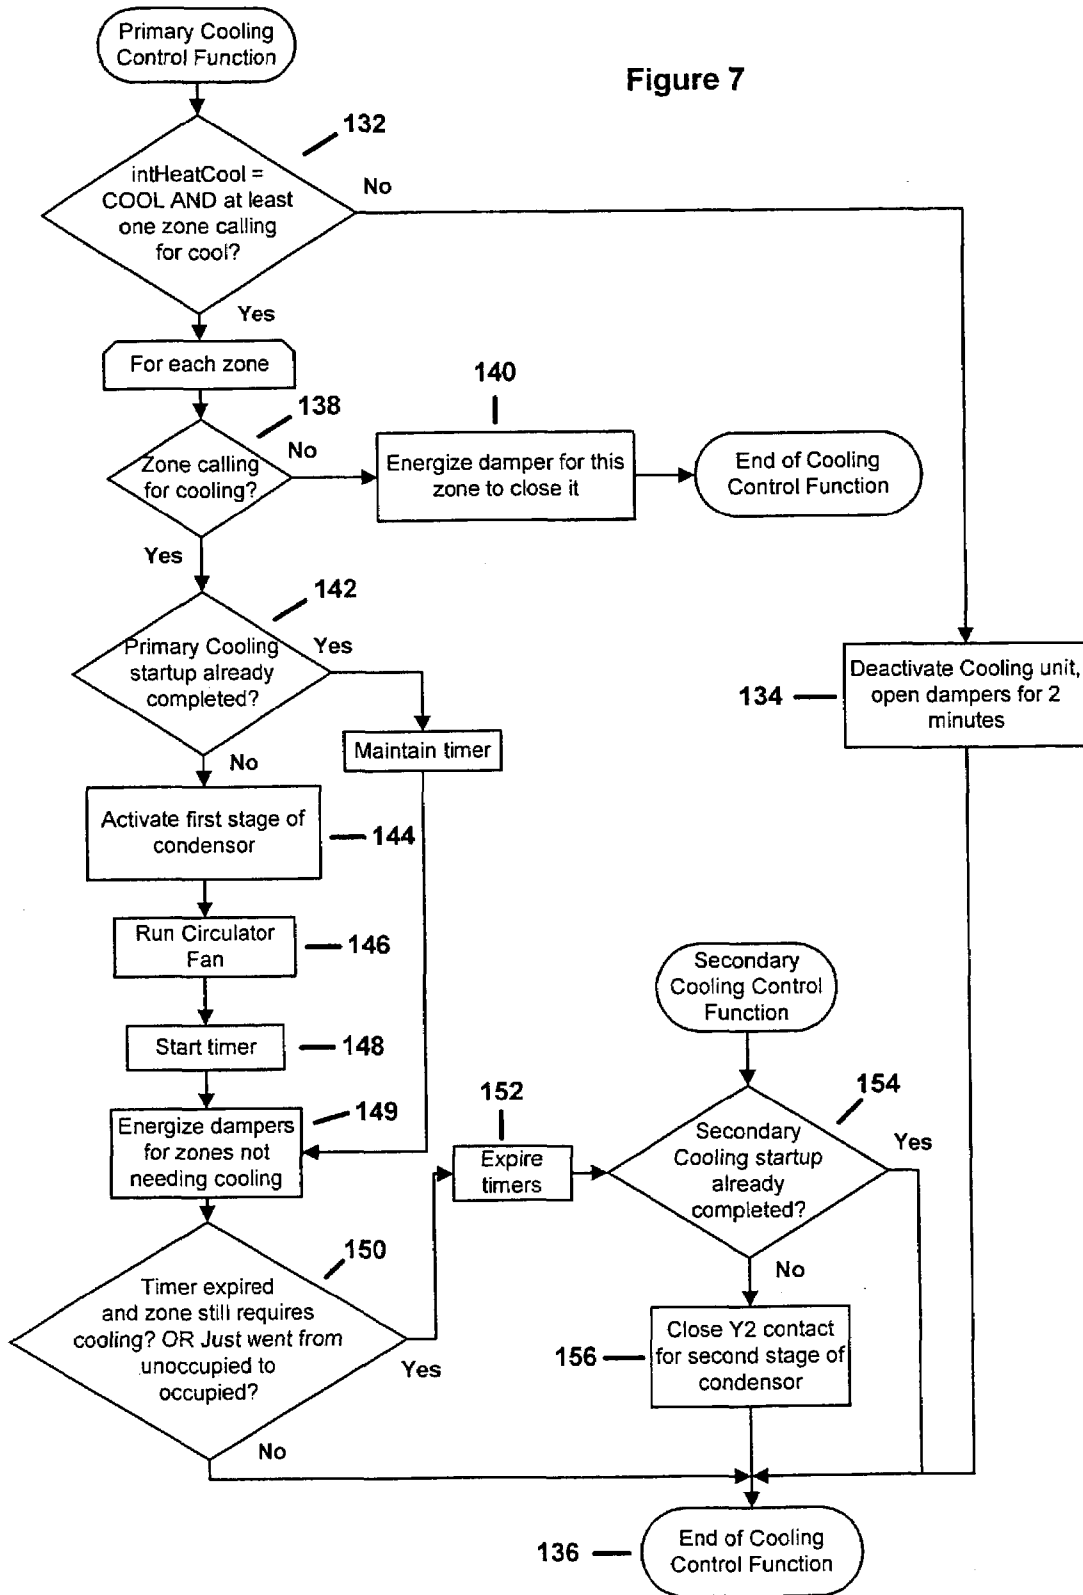 Primary Cooling
Control Function
Figure 7
132
intHeatCool =
COOL AND at least
one zone calling
for cool?
No
Yes
For each zone
138
Zone calling
for cooling?
No
140
Energize damper for this
zone to close it
End of Cooling
Control Function
Yes
142
Primary Cooling
startup already
completed?
Yes
Maintain timer
134
Deactivate Cooling unit,
open dampers for 2
minutes
No
Activate first stage of
condensor
144
Run Circulator
Fan
146
Start timer
148
Energize dampers
for zones not
needing cooling
149
150
Timer expired
and zone still requires
cooling? OR Just went from
unoccupied to
occupied?
Yes
No
152
Expire
timers
Secondary
Cooling Control
Function
154
Secondary
Cooling startup
already
completed?
Yes
No
156
Close Y2 contact
for second stage of
condensor
136
End of Cooling
Control Function